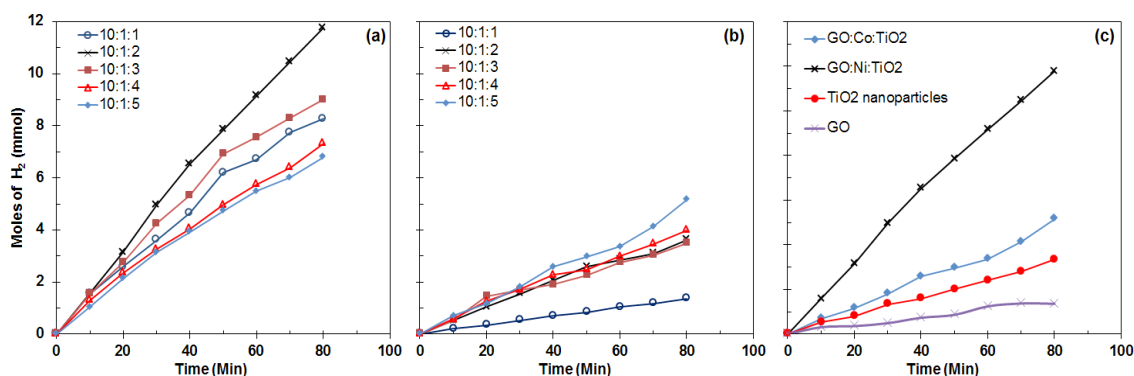 Moles of H2 (mmol)
12
10
8
6
4
2
0
10:1:1
10:1:2
10:1:3
10:1:4
10:1:5
(a)
0 20 40 60 80 100
Time (Min)
10:1:1
10:1:2
10:1:3
10:1:4
10:1:5
(b)
0 20 40 60 80 100
Time (Min)
GO:Co:TiO2
GO:Ni:TiO2
TiO2 nanoparticles
GO
(c)
0 20 40 60 80 100
Time (Min)